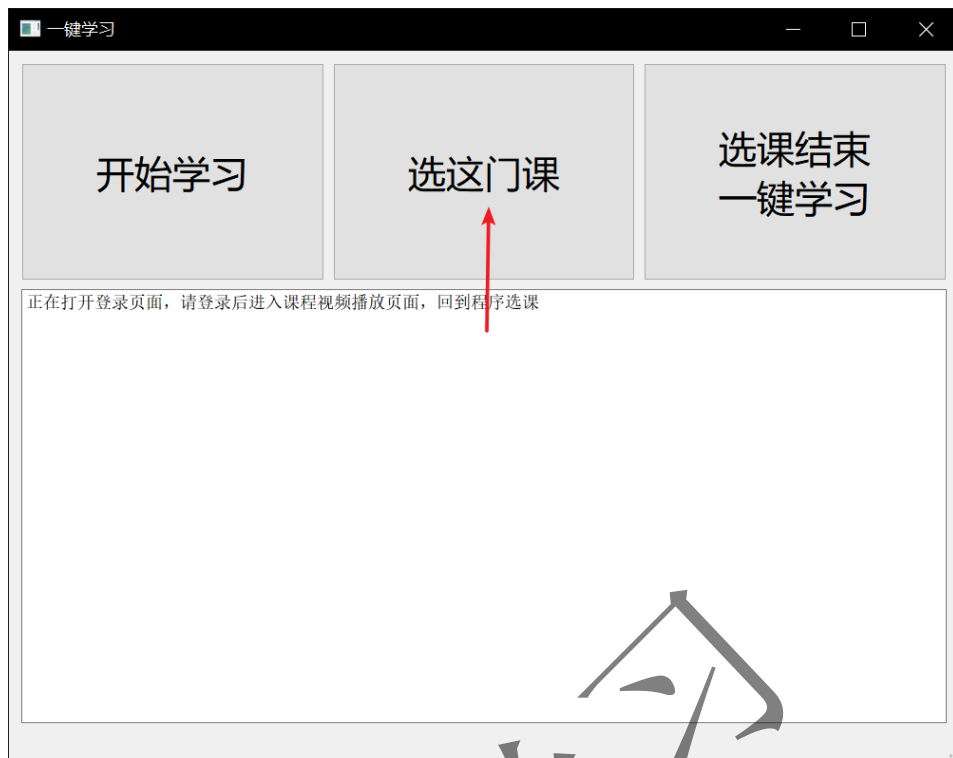 一键学习
开始学习
选这门课
选课结束
一键学习
正在打开登录页面，请登录后进入课程视频播放页面，回到程序选课